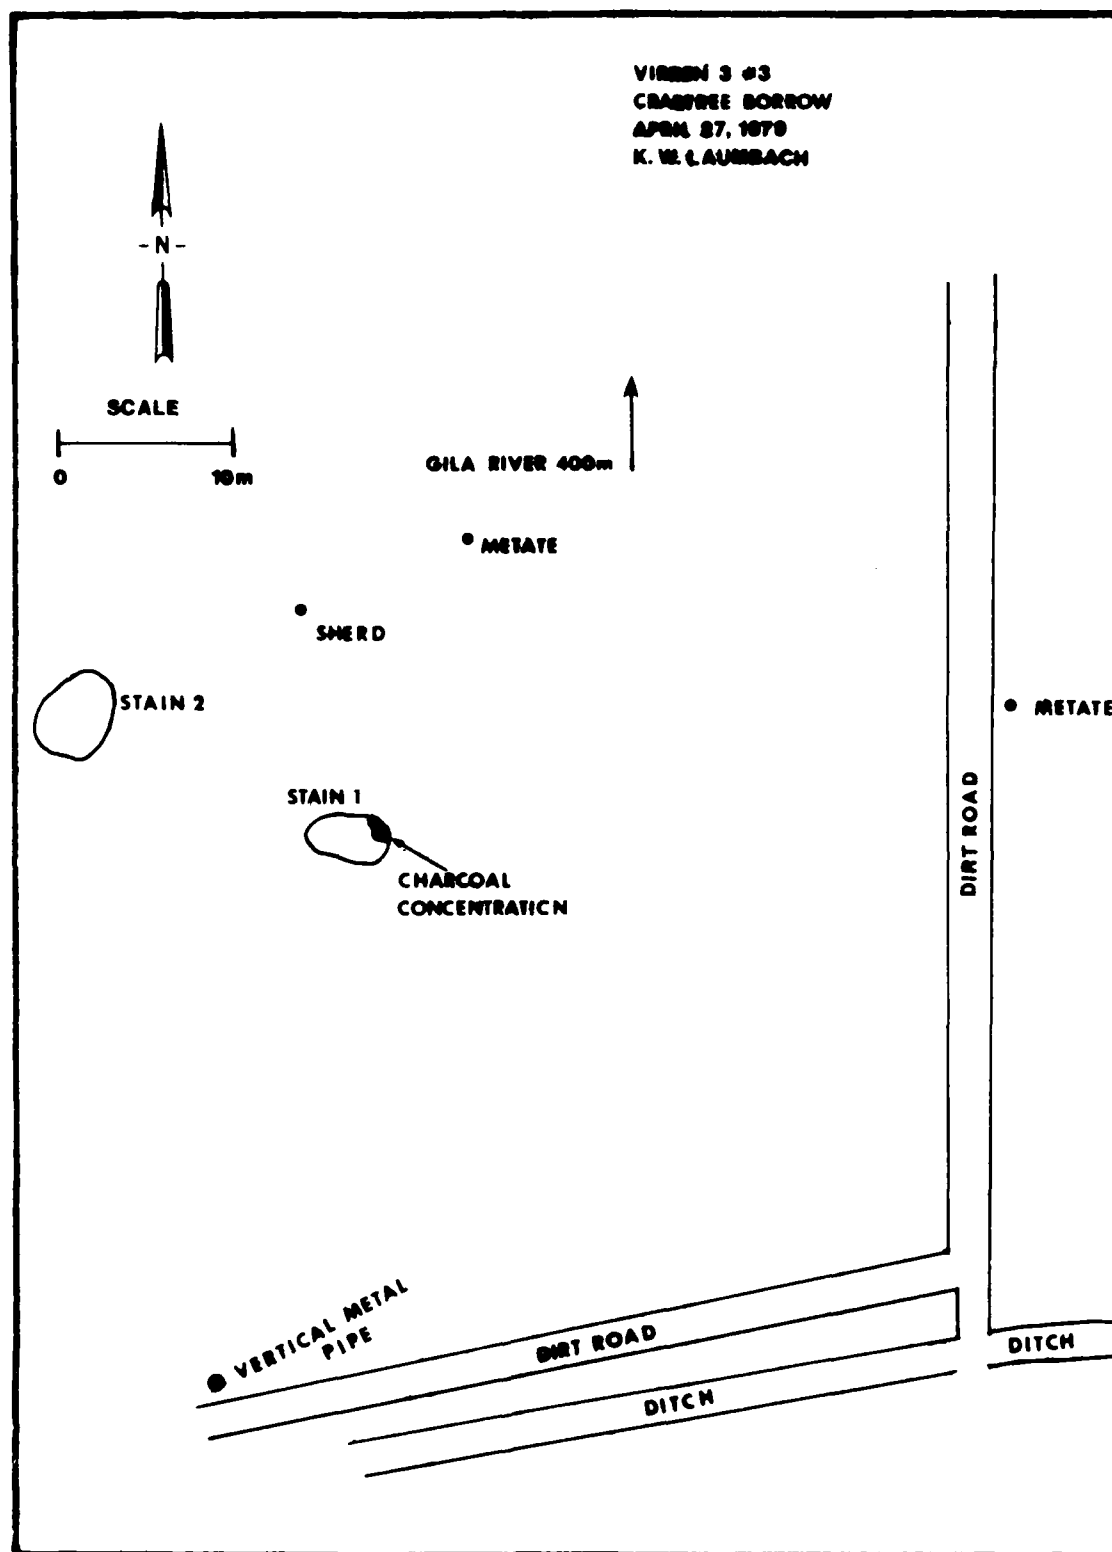 VIRDEN 3 #3
CRABTREE BORROW
APRIL 27, 1979
K. W. LAUMBACH
- N -
SCALE
0 10m
GILA RIVER 400m
METATE
SHERD
STAIN 2
METATE
STAIN 1
CHARCOAL
CONCENTRATION
DIRT ROAD
VERTICAL METAL
PIPE
DIRT ROAD
DITCH
DITCH